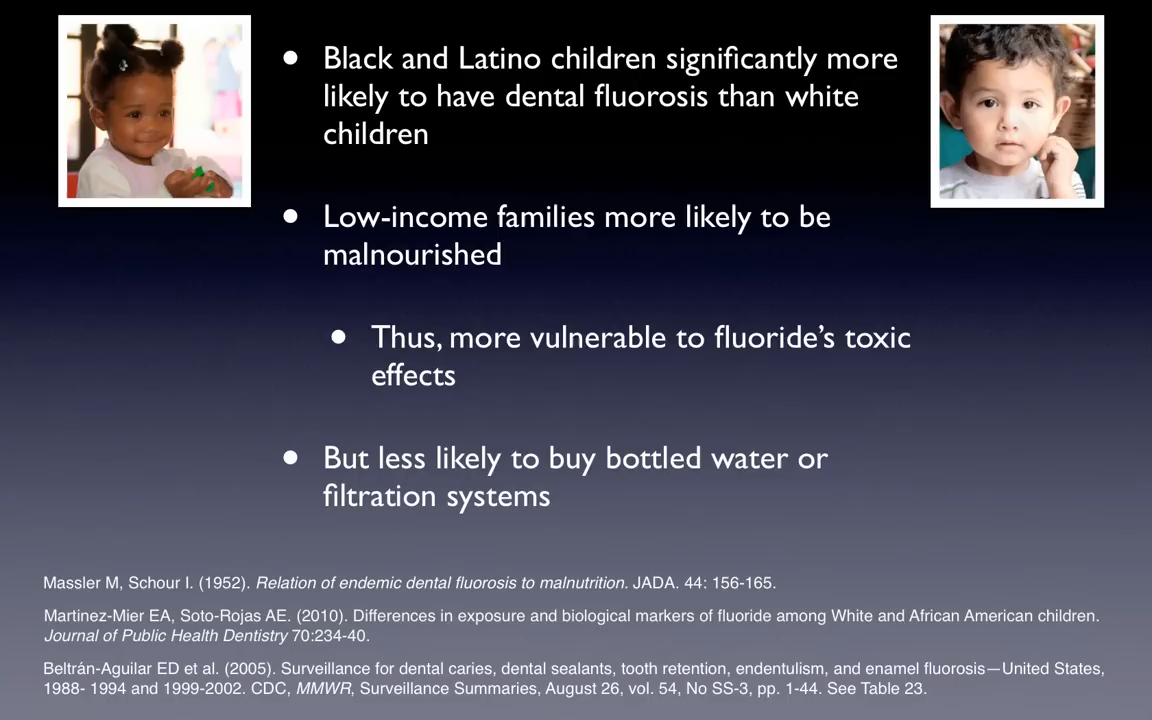 • Black and Latino children significantly more
likely to have dental fluorosis than white
children
• Low-income families more likely to be
malnourished
• Thus, more vulnerable to fluoride’s toxic
effects
• But less likely to buy bottled water or
filtration systems
Massler M, Schour I. (1952). Relation of endemic dental fluorosis to malnutrition. JADA. 44: 156-165.
Martinez-Mier EA, Soto-Rojas AE. (2010). Differences in exposure and biological markers of fluoride among White and African American children.
Journal of Public Health Dentistry 70:234-40.
Beltrán-Aguilar ED et al. (2005). Surveillance for dental caries, dental sealants, tooth retention, endentulism, and enamel fluorosis—United States,
1988- 1994 and 1999-2002. CDC, MMWR, Surveillance Summaries, August 26, vol. 54, No SS-3, pp. 1-44. See Table 23.